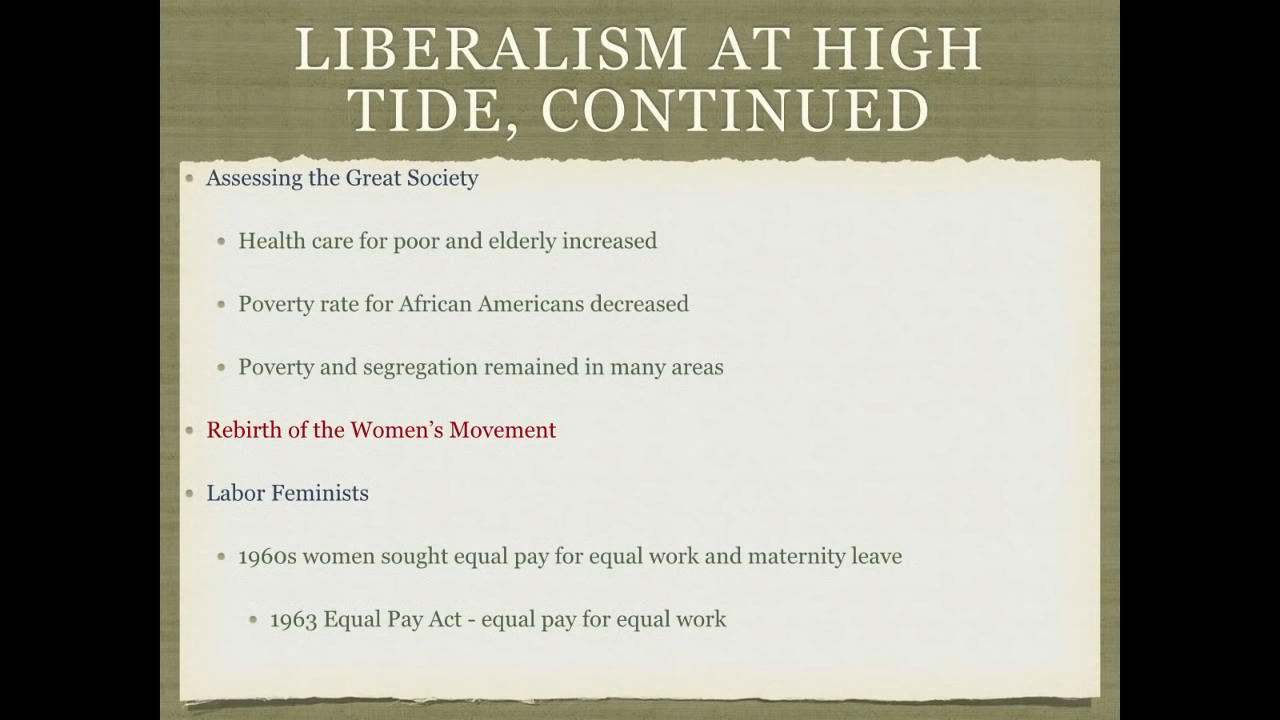 LIBERALISM AT HIGH
TIDE, CONTINUED
Assessing the Great Society
Health care for poor and elderly increased
Poverty rate for African Americans decreased
Poverty and segregation remained in many areas
Rebirth of the Women’s Movement
Labor Feminists
1960s women sought equal pay for equal work and maternity leave
1963 Equal Pay Act - equal pay for equal work